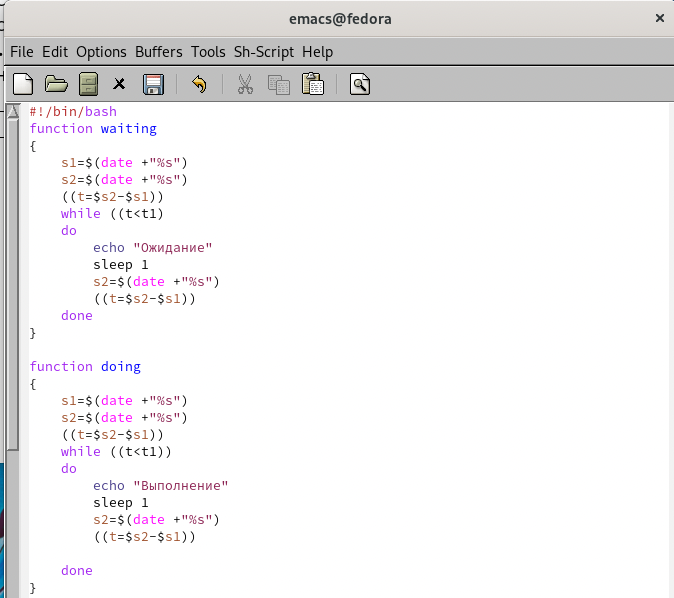 emacs@fedora ×
File Edit Options Buffers Tools Sh-Script Help
#!/bin/bash
function waiting
{
    s1=$(date +"%s")
    s2=$(date +"%s")
    ((t=$s2-$s1))
    while ((t<t1)
    do
        echo "Ожидание"
        sleep 1
        s2=$(date +"%s")
        ((t=$s2-$s1))
    done
}

function doing
{
    s1=$(date +"%s")
    s2=$(date +"%s")
    ((t=$s2-$s1))
    while ((t<t1))
    do
        echo "Выполнение"
        sleep 1
        s2=$(date +"%s")
        ((t=$s2-$s1))

    done
}